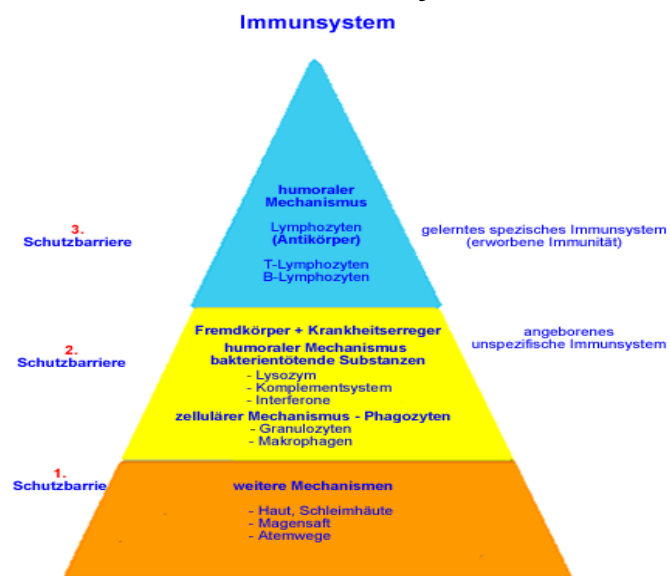 Immunsystem
humoraler
Mechanismus
Lymphozyten
(Antikörper)
T-Lymphozyten
B-Lymphozyten
3.
Schutzbarriere
gelerntes spezisches Immunsystem
(erworbene Immunität)
Fremdkörper + Krankheitserreger
humoraler Mechanismus
bakterientötende Substanzen
- Lysozym
- Komplementsystem
- Interferone
zellulärer Mechanismus - Phagozyten
- Granulozyten
- Makrophagen
2.
Schutzbarriere
angeborenes
unspezifische Immunsystem
1.
Schutzbarrie
weitere Mechanismen
- Haut, Schleimhäute
- Magensaft
- Atemwege